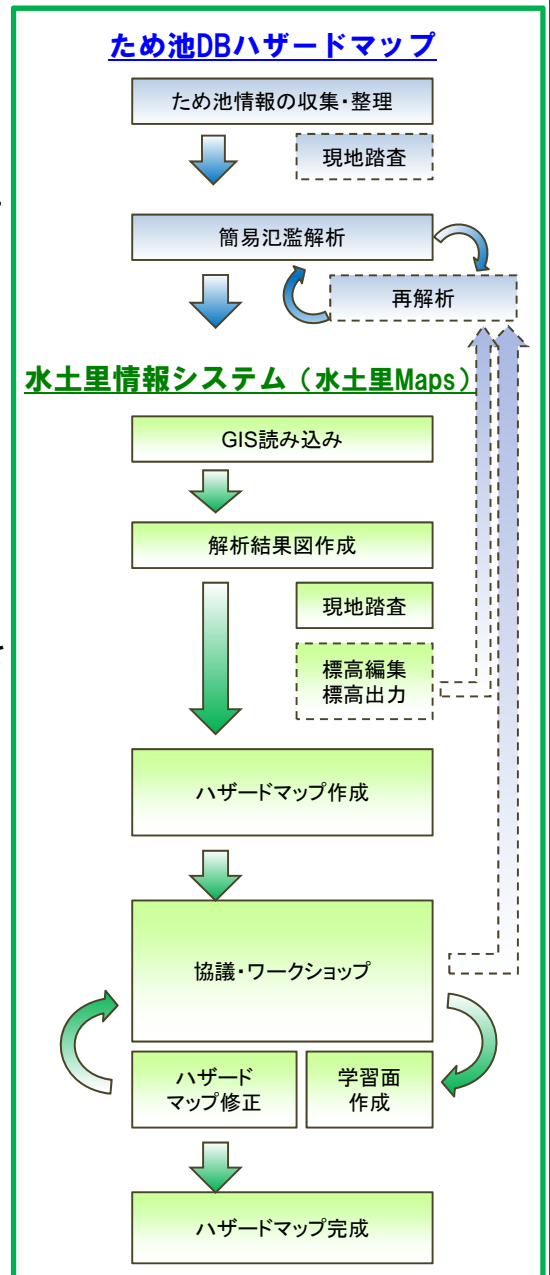 ため池DBハザードマップ
ため池情報の収集・整理
現地踏査
簡易氾濫解析
再解析
水土里情報システム（水土里Maps）
GIS読み込み
解析結果図作成
現地踏査
標高編集
標高出力
ハザードマップ作成
協議・ワークショップ
ハザード
マップ修正
学習面
作成
ハザードマップ完成